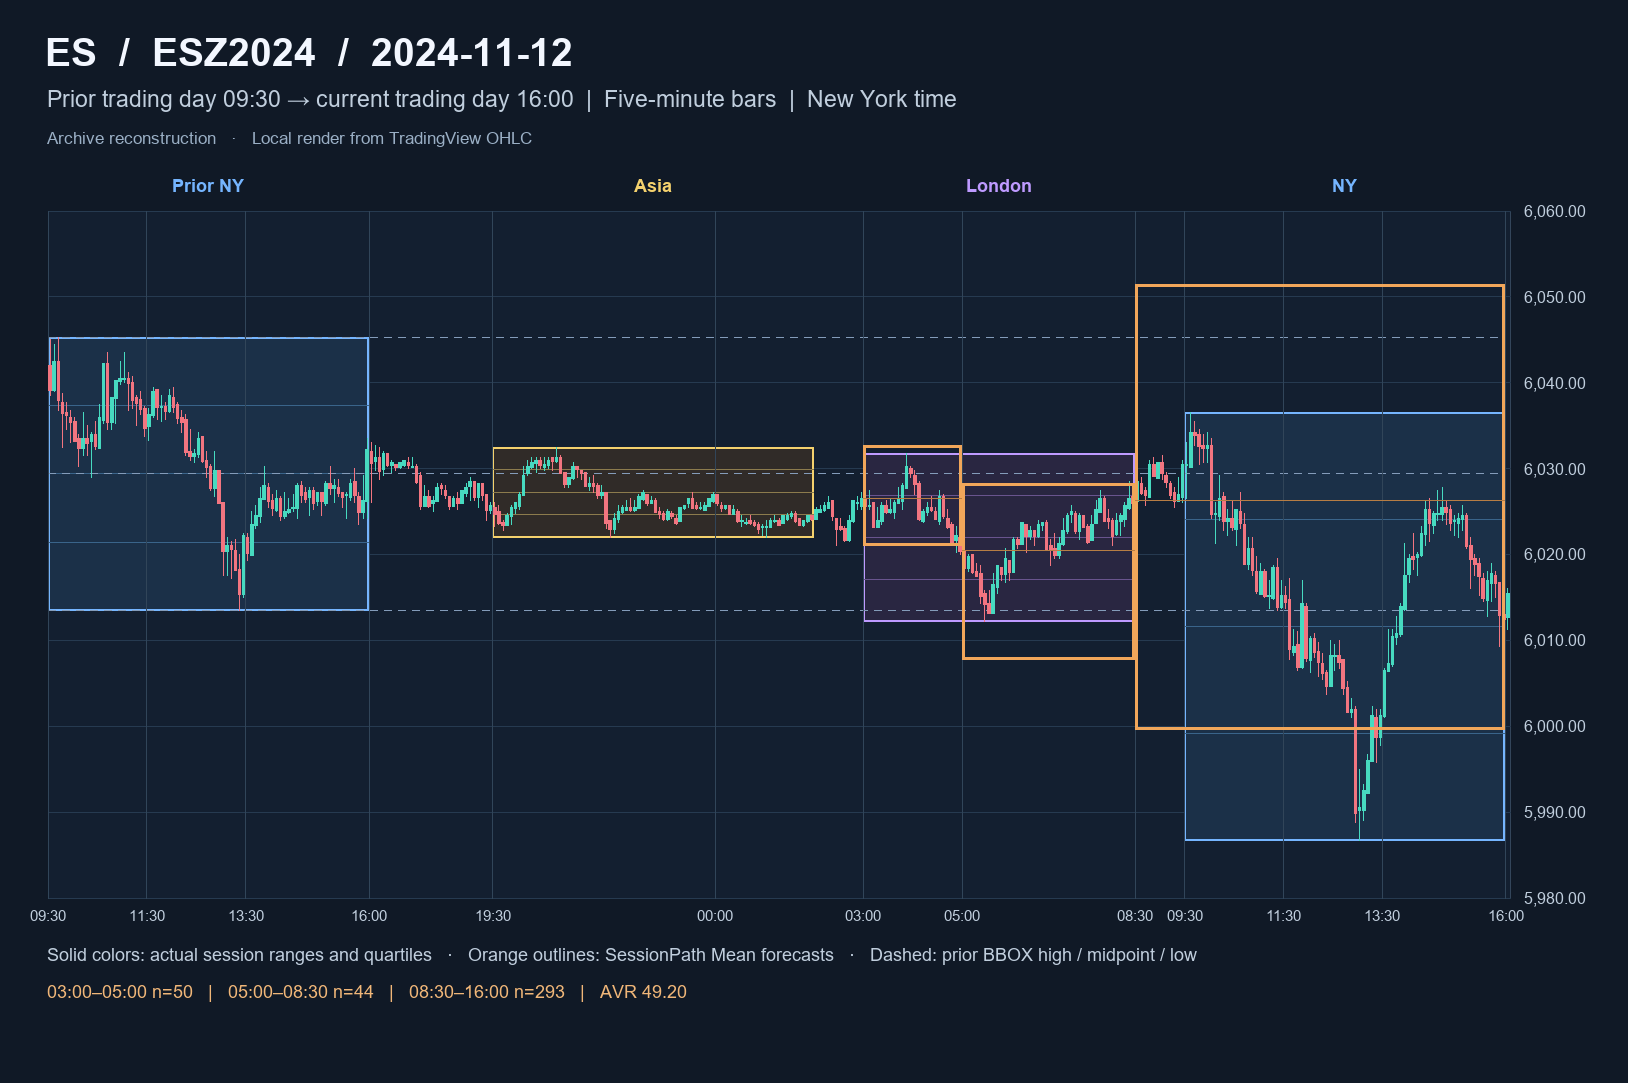 ES / ESZ2024 / 2024-11-12
Prior trading day 09:30 → current trading day 16:00 | Five-minute bars | New York time
Archive reconstruction · Local render from TradingView OHLC
Prior NY Asia London NY
6,060.00
6,050.00
6,040.00
6,030.00
6,020.00
6,010.00
6,000.00
5,990.00
5,980.00
09:30 11:30 13:30 16:00 19:30 00:00 03:00 05:00 08:30 09:30 11:30 13:30 16:00
Solid colors: actual session ranges and quartiles · Orange outlines: SessionPath Mean forecasts · Dashed: prior BBOX high / midpoint / low
03:00–05:00 n=50 | 05:00–08:30 n=44 | 08:30–16:00 n=293 | AVR 49.20